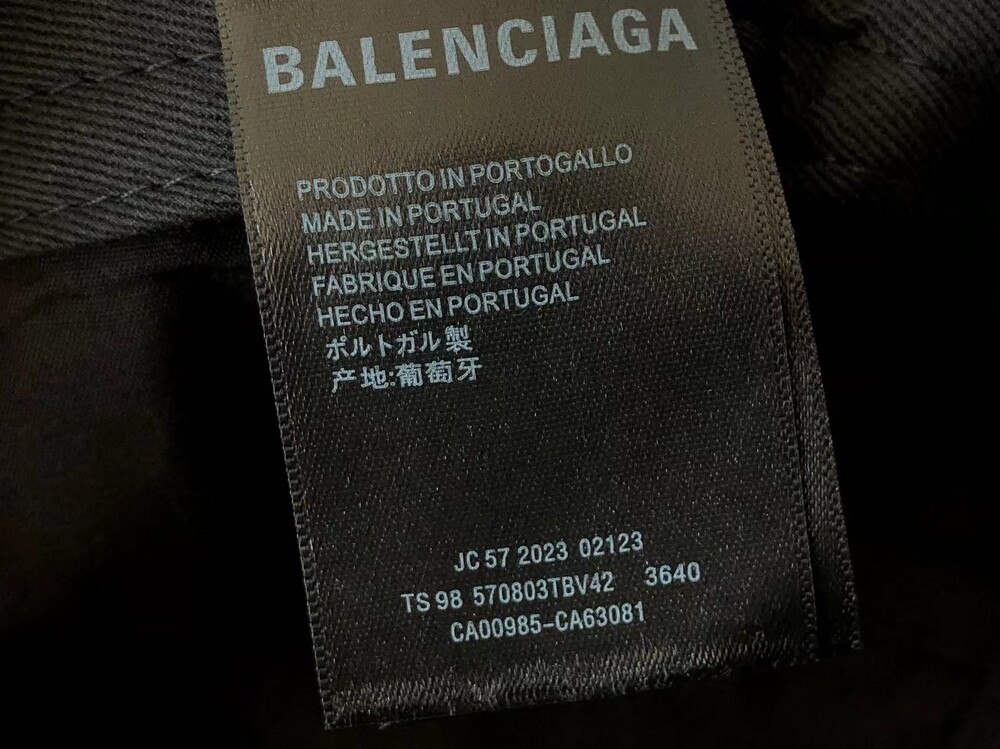 BALENCIAGA
PRODOTTO IN PORTOGALLO
MADE IN PORTUGAL
HERGESTELLT IN PORTUGAL
FABRIQUE EN PORTUGAL
HECHO EN PORTUGAL
ポルトガル製
产地:葡萄牙
JC 57 2023 02123
TS 98 570803TBV42 3640
CA00985-CA63081